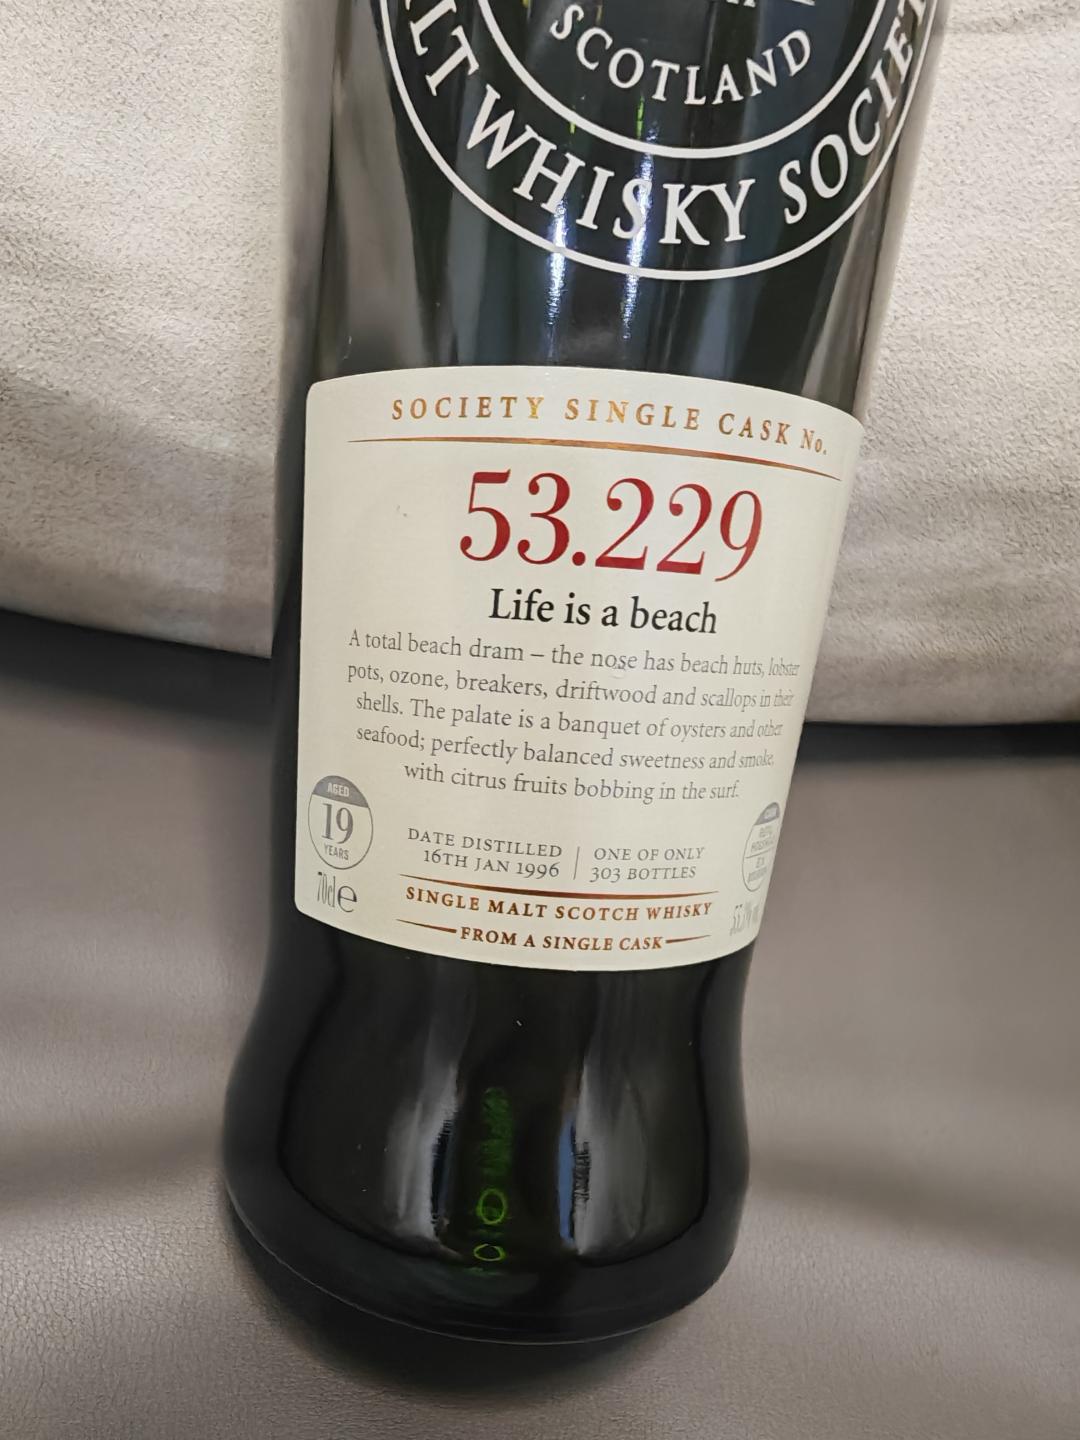 SCOTLAND
WHISKY SOCIET
SOCIETY SINGLE CASK No.
53.229
Life is a beach
A total beach dram – the nose has beach huts, lobster
pots, ozone, breakers, driftwood and scallops in their
shells. The palate is a banquet of oysters and other
seafood; perfectly balanced sweetness and smoke,
with citrus fruits bobbing in the surf.
AGED
19
YEARS
DATE DISTILLED
16TH JAN 1996
ONE OF ONLY
303 BOTTLES
70cl e
SINGLE MALT SCOTCH WHISKY
FROM A SINGLE CASK